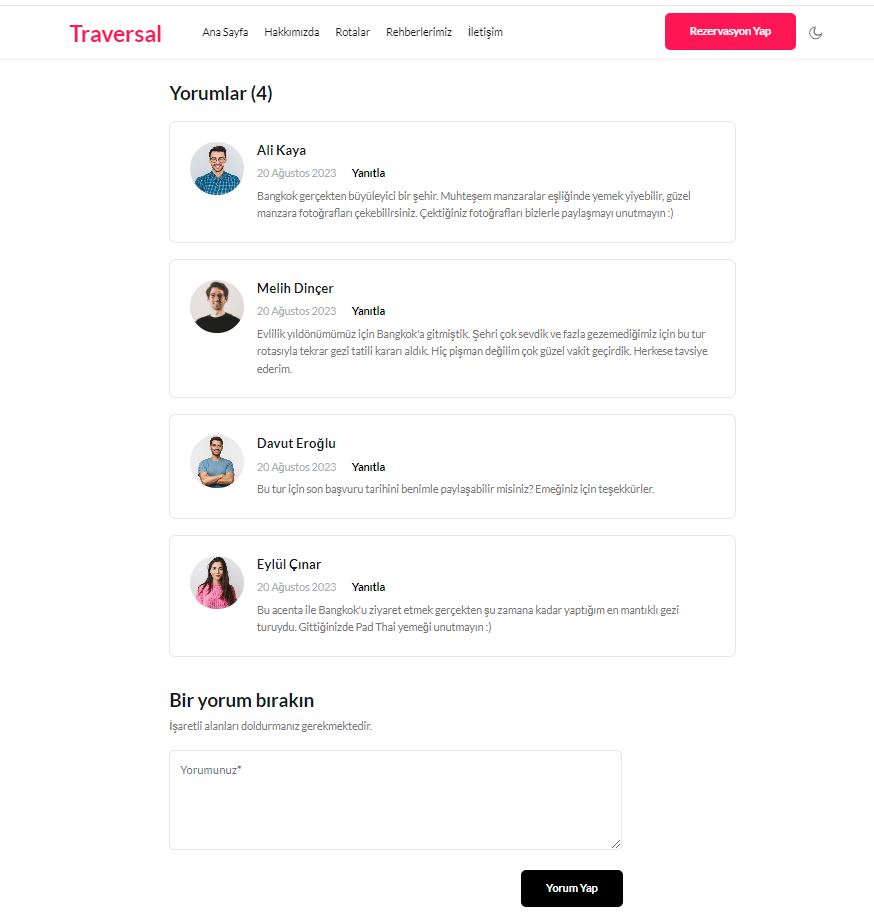 Traversal
Ana Sayfa
Hakkımızda
Rotalar
Rehberlerimiz
İletişim
Rezervasyon Yap
Yorumlar (4)
Ali Kaya
20 Ağustos 2023 Yanıtla
Bangkok gerçekten büyüleyici bir şehir. Muhteşem manzaralar eşliğinde yemek yiyebilir, güzel
manzara fotoğrafları çekebilirsiniz. Çektiğiniz fotoğrafları bizlerle paylaşmayı unutmayın :)
Melih Dinçer
20 Ağustos 2023 Yanıtla
Evlilik yıldönümümüz için Bangkok'a gitmiştik. Şehri çok sevdik ve fazla gezemediğimiz için bu tur
rotasıyla tekrar gezi tatili kararı aldık. Hiç pişman değilim çok güzel vakit geçirdik. Herkese tavsiye
ederim.
Davut Eroğlu
20 Ağustos 2023 Yanıtla
Bu tur için son başvuru tarihini benimle paylaşabilir misiniz? Emeğiniz için teşekkürler.
Eylül Çınar
20 Ağustos 2023 Yanıtla
Bu acenta ile Bangkok'u ziyaret etmek gerçekten şu zamana kadar yaptığım en mantıklı gezi
turuydu. Gittiğinizde Pad Thai yemeği unutmayın :)
Bir yorum bırakın
İşaretli alanları doldurmanız gerekmektedir.
Yorumunuz*
Yorum Yap